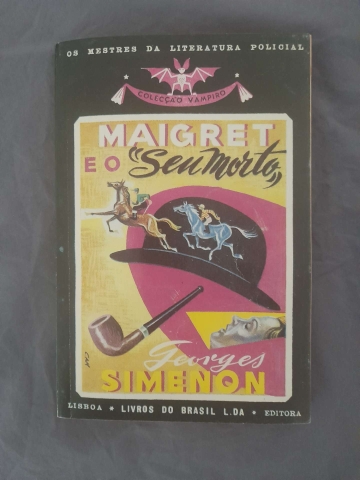 OS MESTRES DA LITERATURA POLICIAL
COLECÇÃO VAMPIRO
MAIGRET
E O "Seu Morto"
Georges
SIMENON
LISBOA * LIVROS DO BRASIL L.DA * EDITORA